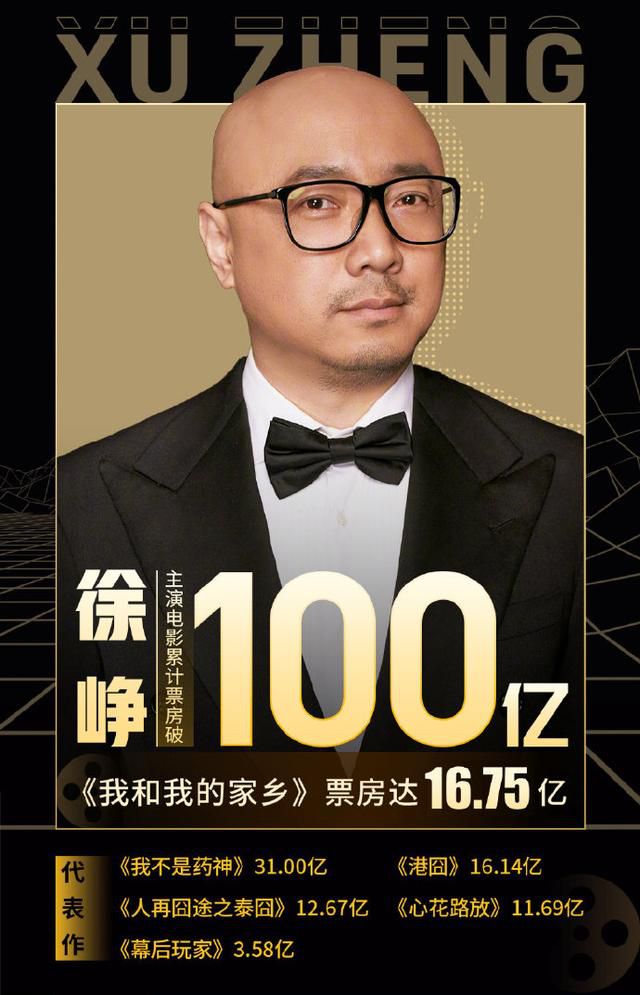 XU ZHENG
徐峥
主演电影累计票房破
100亿
《我和我的家乡》票房达16.75亿
代表作
《我不是药神》31.00亿
《港囧》16.14亿
《人再囧途之泰囧》12.67亿
《心花路放》11.69亿
《幕后玩家》3.58亿